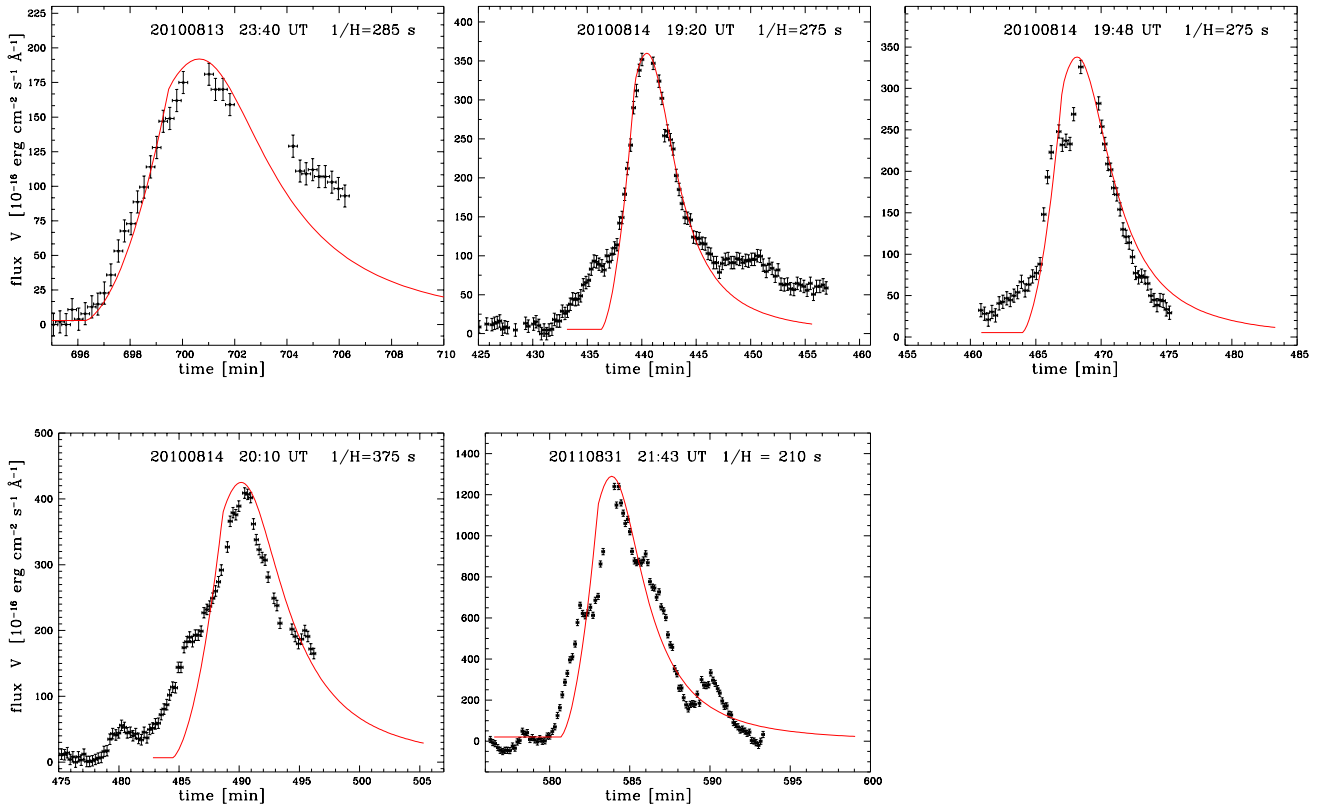 20100813 23:40 UT 1/H=285 s
flux V [10⁻¹⁶ erg cm⁻² s⁻¹ Å⁻¹]
225
200
175
150
125
100
75
50
25
0
696 698 700 702 704 706 708 710
time [min]
20100814 19:20 UT 1/H=275 s
400
350
300
250
200
150
100
50
0
425 430 435 440 445 450 455 460
time [min]
20100814 19:48 UT 1/H=275 s
350
300
250
200
150
100
50
0
455 460 465 470 475 480 485
time [min]
20100814 20:10 UT 1/H=375 s
flux V [10⁻¹⁶ erg cm⁻² s⁻¹ Å⁻¹]
500
400
300
200
100
0
475 480 485 490 495 500 505
time [min]
20110831 21:43 UT 1/H = 210 s
1400
1200
1000
800
600
400
200
0
580 585 590 595 600
time [min]